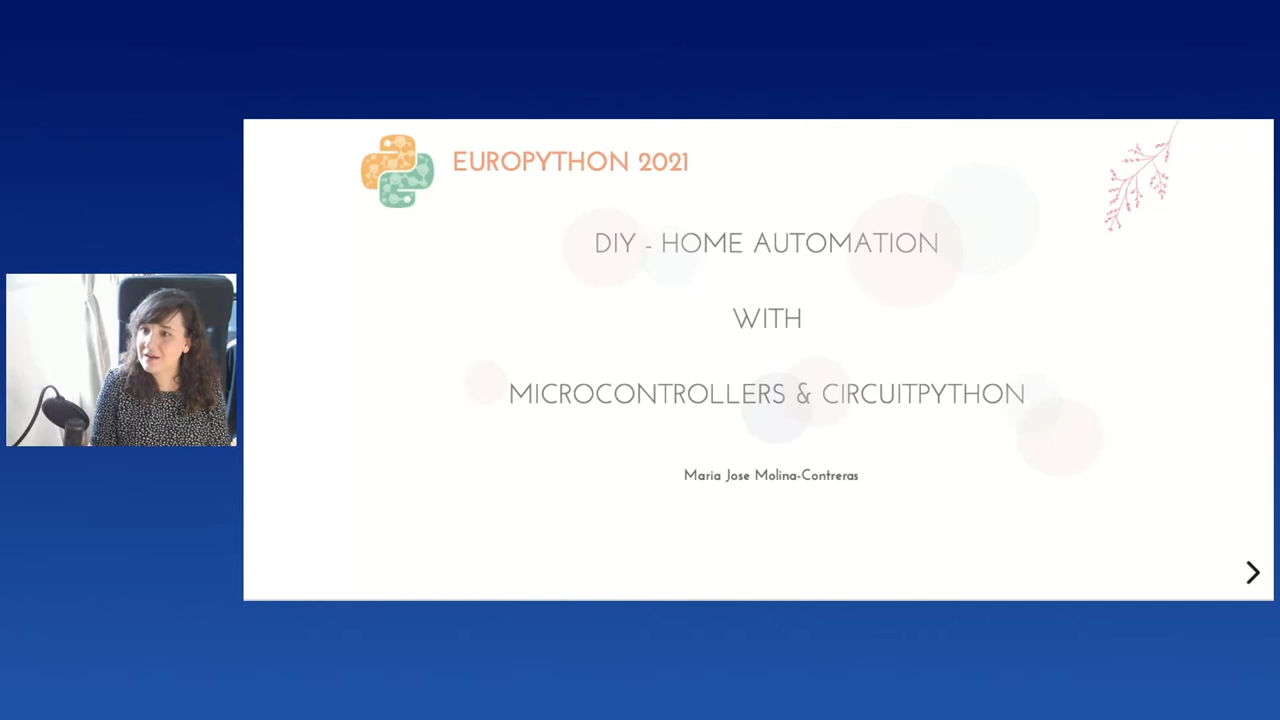 EUROPYTHON 2021
DIY - HOME AUTOMATION
WITH
MICROCONTROLLERS & CIRCUITPYTHON
Maria Jose Molina-Contreras